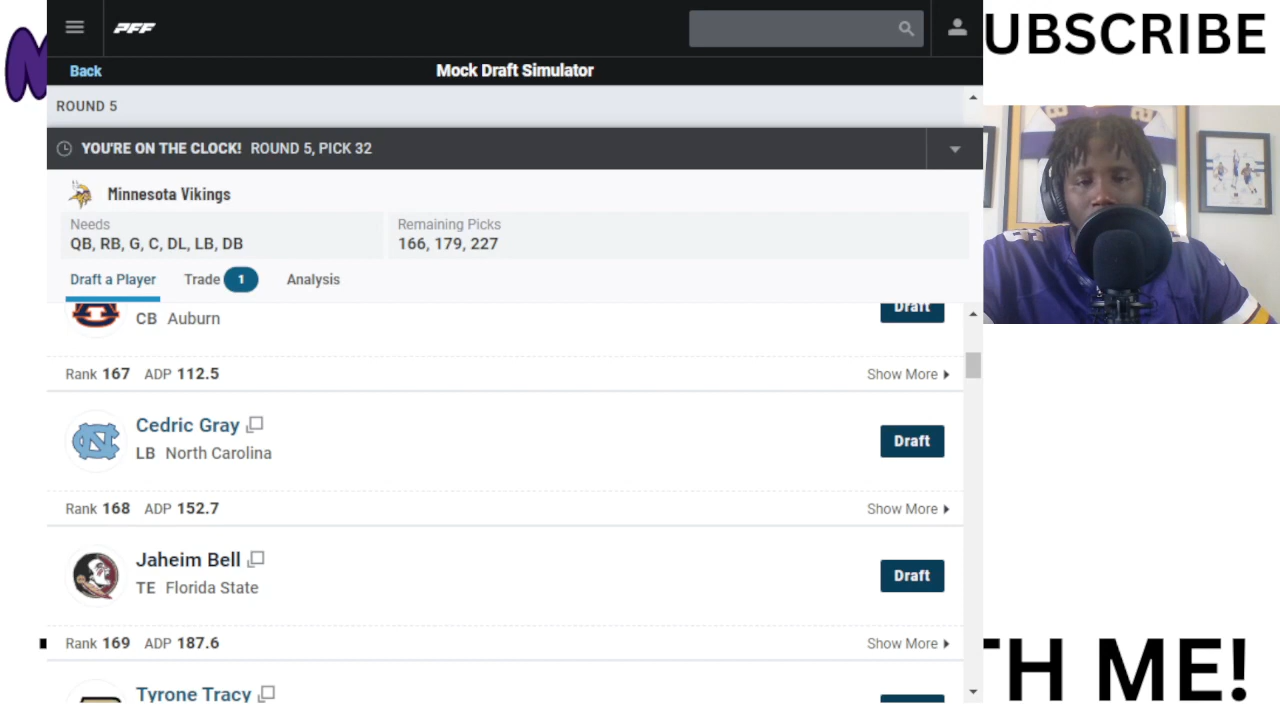 PFF
Back
Mock Draft Simulator
ROUND 5
YOU'RE ON THE CLOCK! ROUND 5, PICK 32
Minnesota Vikings
Needs
QB, RB, G, C, DL, LB, DB
Remaining Picks
166, 179, 227
Draft a Player
Trade 1
Analysis
CB Auburn
Draft
Rank 167 ADP 112.5
Show More
Cedric Gray
LB North Carolina
Draft
Rank 168 ADP 152.7
Show More
Jaheim Bell
TE Florida State
Draft
Rank 169 ADP 187.6
Show More
Tyrone Tracy
UBSCRIBE
TH ME!